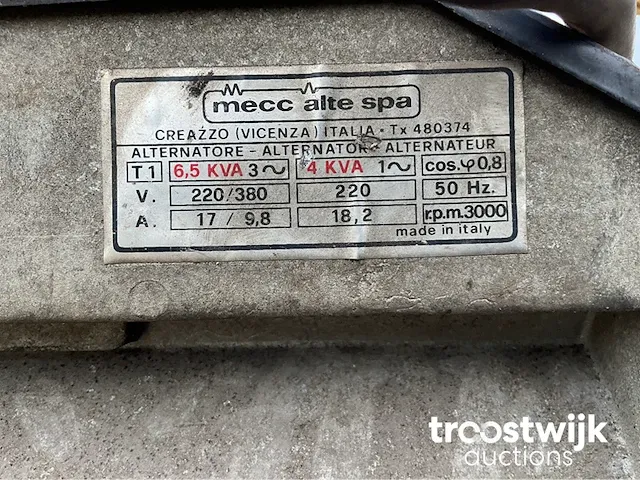 mecc alte spa
CREAZZO (VICENZA) ITALIA • Tx 480374
ALTERNATORE - ALTERNATOR - ALTERNATEUR
T1 6,5 KVA 3~ 4 KVA 1~ cos.φ0,8
V. 220/380 220 50 Hz.
A. 17 / 9,8 18,2 r.p.m.3000
made in italy
troostwijk
auctions